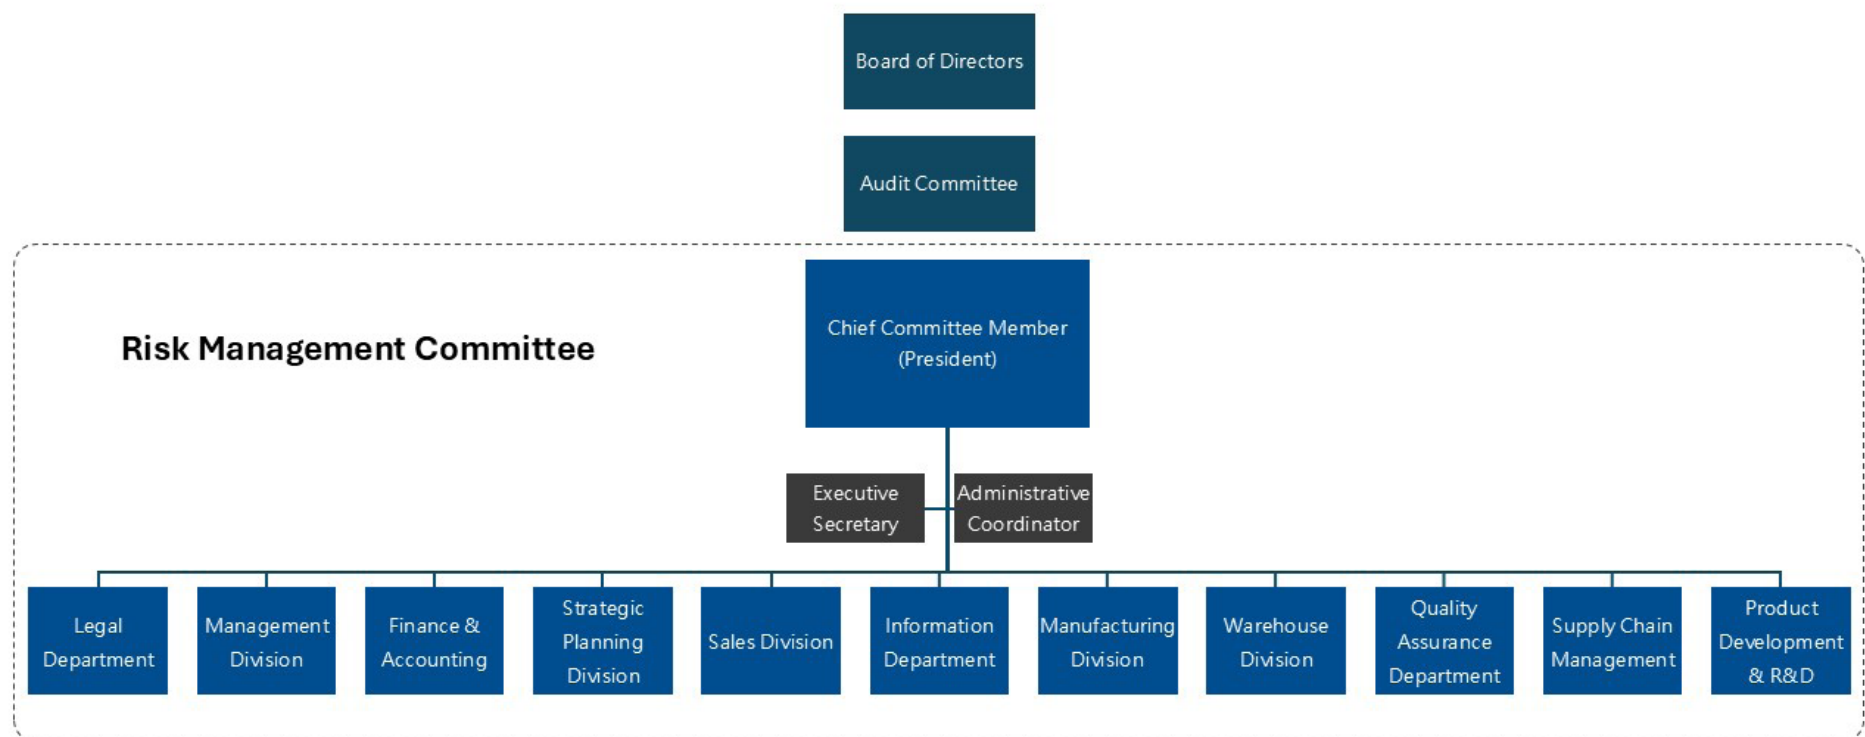 Board of Directors
Audit Committee
Risk Management Committee
Chief Committee Member
(President)
Executive
Secretary
Administrative
Coordinator
Legal
Department
Management
Division
Finance &
Accounting
Strategic
Planning
Division
Sales Division
Information
Department
Manufacturing
Division
Warehouse
Division
Quality
Assurance
Department
Supply Chain
Management
Product
Development
& R&D